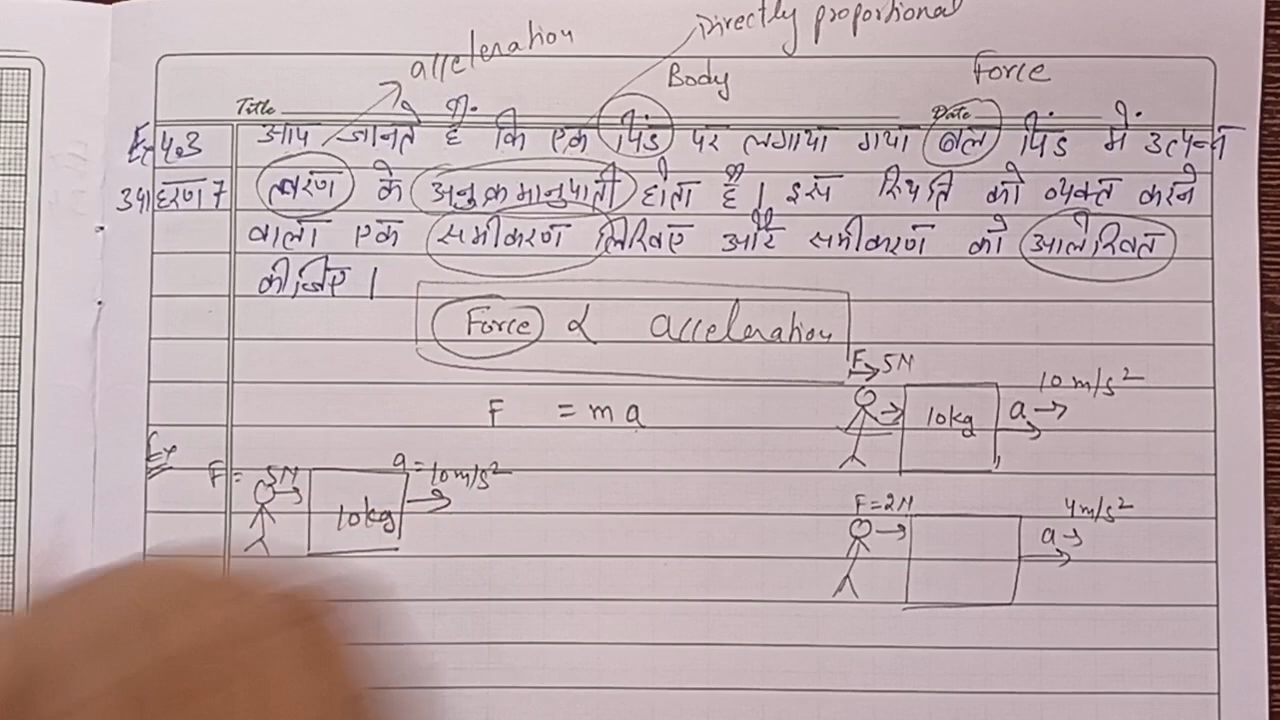 Directly proportional
acceleration
Body
Force
Title
Date
Ex 4.3 आप जानते हैं कि एक पिंड पर लगाया गया बल पिंड में उत्पन्न
उदाहरण 7 त्वरण के अनुक्रमानुपाती होता है। इस स्थिति को व्यक्त करने
वाला एक समीकरण लिखिए और समीकरण को आलेखित
कीजिए।
Force ∝ acceleration
F → 5N
10 m/s²
10kg
a →
F = ma
Ex
F = 5N
a = 10 m/s²
10kg
F = 2N
4 m/s²
a →